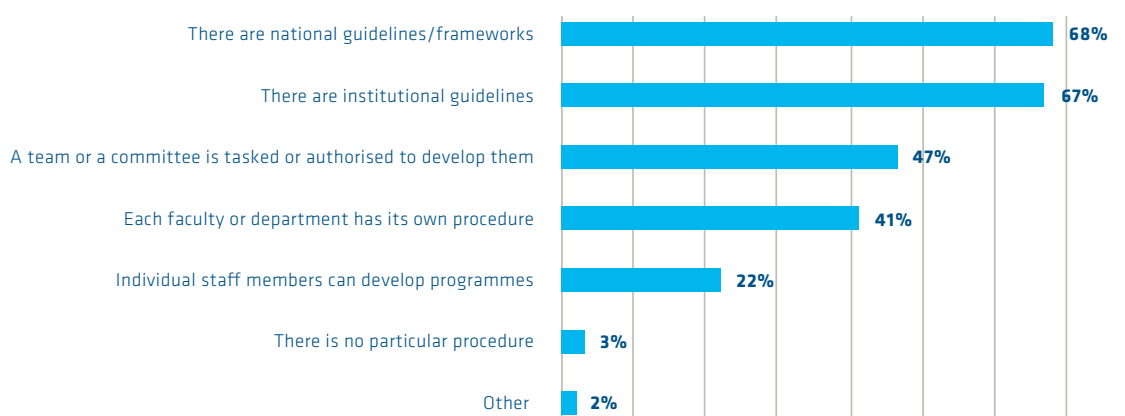 There are national guidelines/frameworks 68%
There are institutional guidelines 67%
A team or a committee is tasked or authorised to develop them 47%
Each faculty or department has its own procedure 41%
Individual staff members can develop programmes 22%
There is no particular procedure 3%
Other 2%